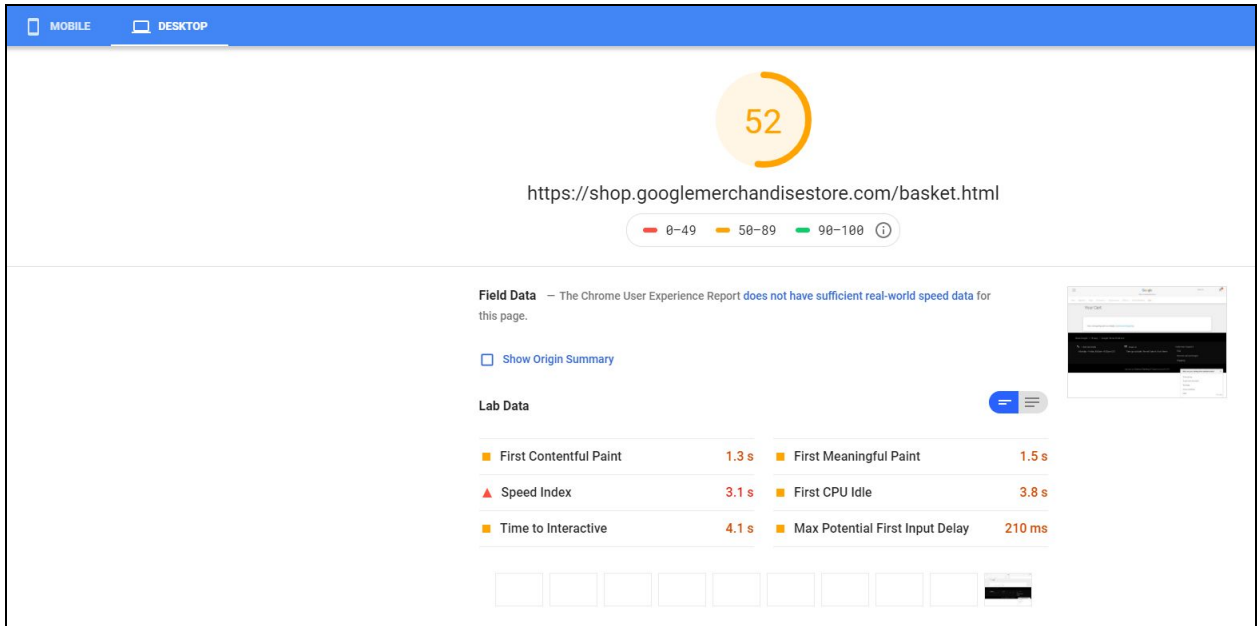 MOBILE DESKTOP
52
https://shop.googlemerchandisestore.com/basket.html
0–49 50–89 90–100
Field Data — The Chrome User Experience Report does not have sufficient real-world speed data for
this page.
Show Origin Summary
Lab Data
First Contentful Paint 1.3 s First Meaningful Paint 1.5 s
Speed Index 3.1 s First CPU Idle 3.8 s
Time to Interactive 4.1 s Max Potential First Input Delay 210 ms
Google
Your Cart